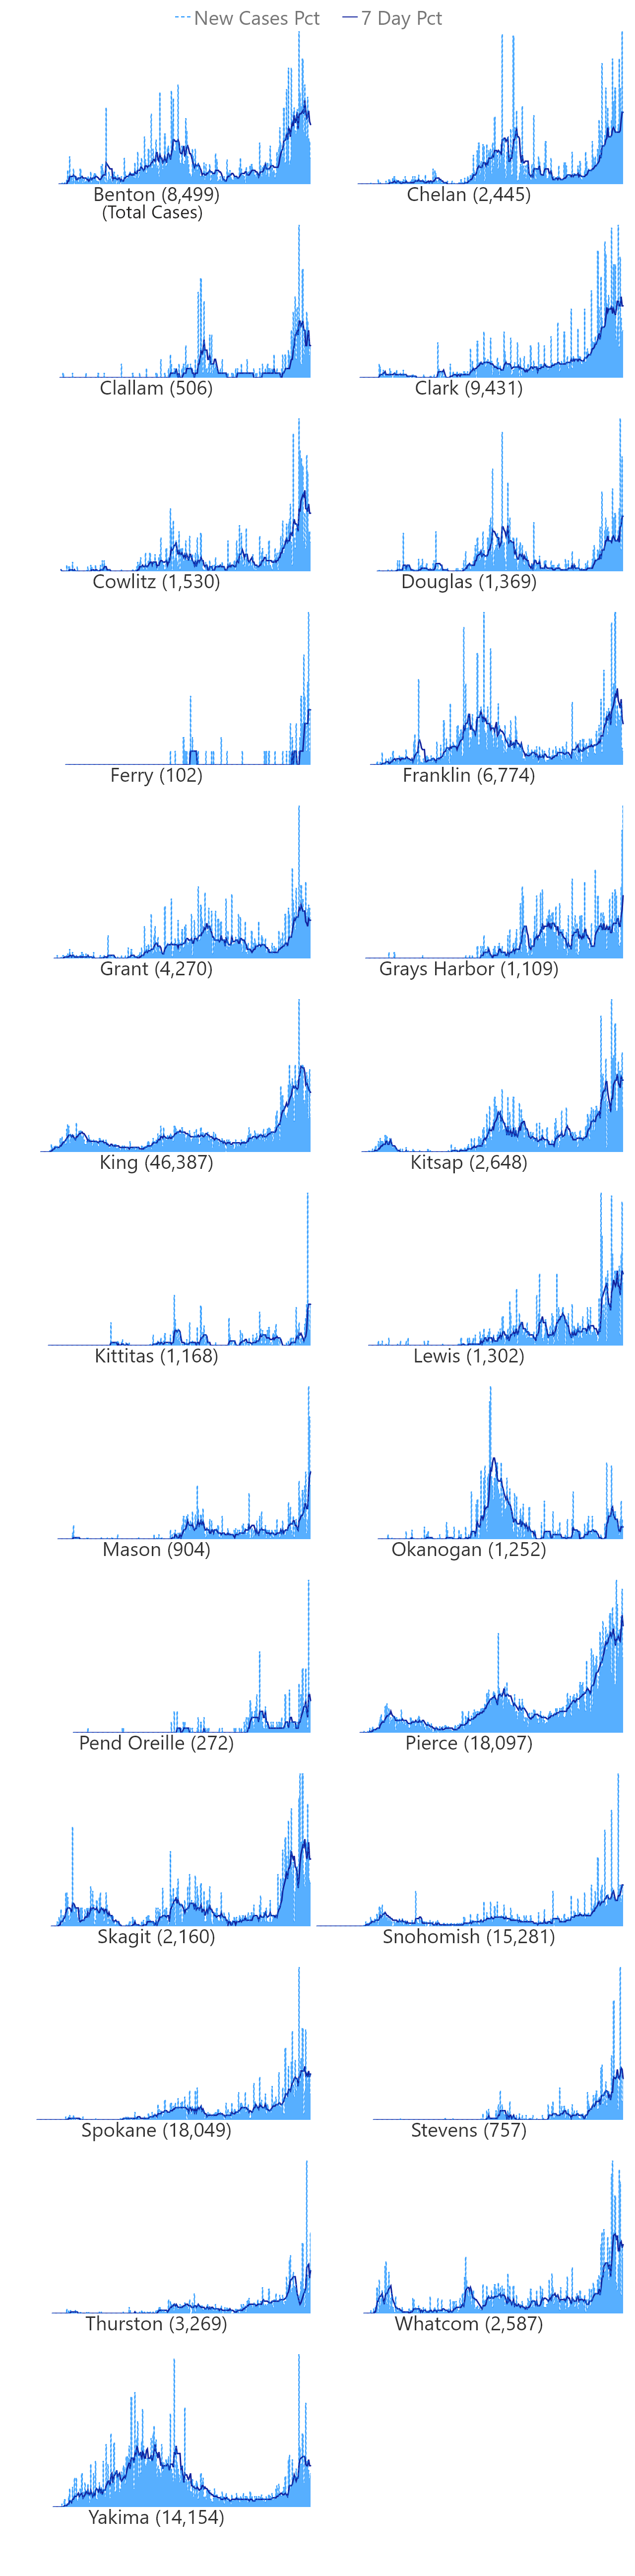 New Cases Pct 7 Day Pct
Benton (8,499) Chelan (2,445)
(Total Cases)
Clallam (506) Clark (9,431)
Cowlitz (1,530) Douglas (1,369)
Ferry (102) Franklin (6,774)
Grant (4,270) Grays Harbor (1,109)
King (46,387) Kitsap (2,648)
Kittitas (1,168) Lewis (1,302)
Mason (904) Okanogan (1,252)
Pend Oreille (272) Pierce (18,097)
Skagit (2,160) Snohomish (15,281)
Spokane (18,049) Stevens (757)
Thurston (3,269) Whatcom (2,587)
Yakima (14,154)